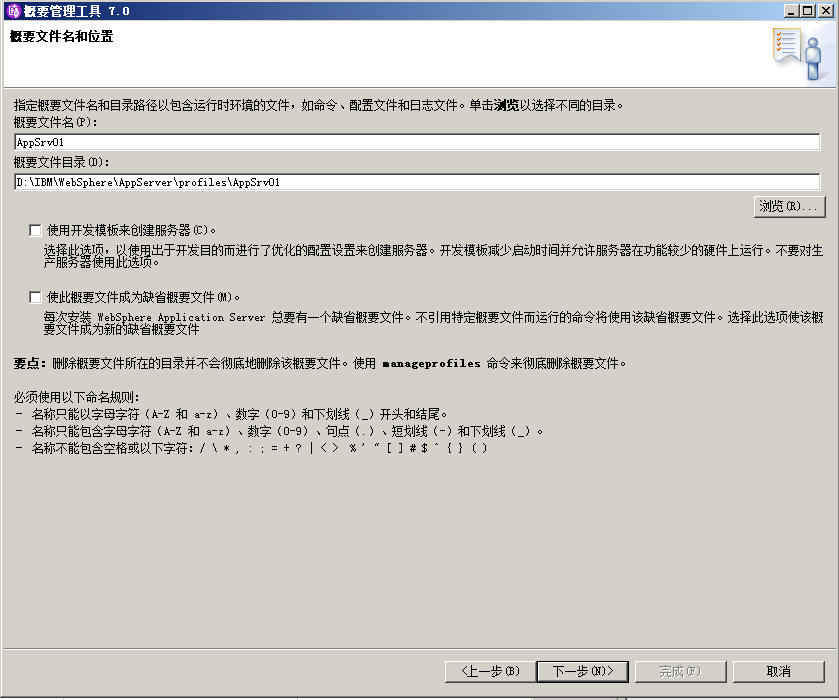 概要管理工具 7.0
概要文件名和位置
指定概要文件名和目录路径以包含运行时环境的文件，如命令、配置文件和日志文件。单击浏览以选择不同的目录。
概要文件名(P)：
AppSrv01
概要文件目录(D)：
D:\IBM\WebSphere\AppServer\profiles\AppSrv01
浏览(R)...
使用开发模板来创建服务器(C)。
选择此选项，以使用出于开发目的而进行了优化的配置设置来创建服务器。开发模板减少启动时间并允许服务器在功能较少的硬件上运行。不要对生
产服务器使用此选项。
使此概要文件成为缺省概要文件(M)。
每次安装 WebSphere Application Server 总要有一个缺省概要文件。不引用特定概要文件而运行的命令将使用该缺省概要文件。选择此选项使该概
要文件成为新的缺省概要文件
要点：删除概要文件所在的目录并不会彻底地删除该概要文件。使用 manageprofiles 命令来彻底删除概要文件。
必须使用以下命名规则：
- 名称只能以字母字符（A-Z 和 a-z）、数字（0-9）和下划线（_）开头和结尾。
- 名称只能包含字母字符（A-Z 和 a-z）、数字（0-9）、句点（.）、短划线（-）和下划线（_）。
- 名称不能包含空格或以下字符：/ \ * , : ; = + ? | < > % ' " [ ] # $ ^ { } ( )
<上一步(B)
下一步(N)>
完成(F)
取消